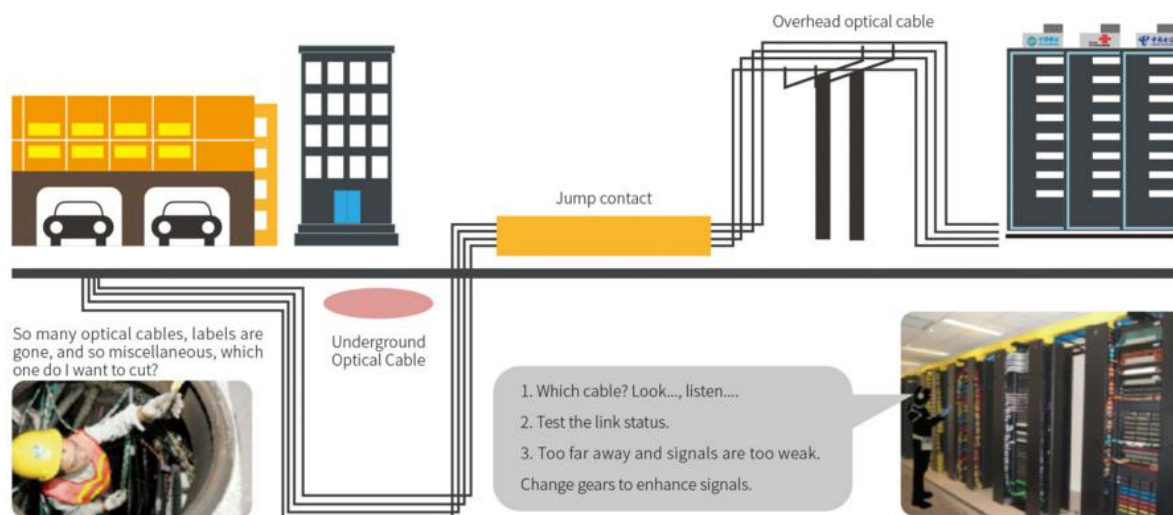 Overhead optical cable
Jump contact
So many optical cables, labels are
gone, and so miscellaneous, which
one do I want to cut?
Underground
Optical Cable
1. Which cable? Look..., listen....
2. Test the link status.
3. Too far away and signals are too weak.
Change gears to enhance signals.